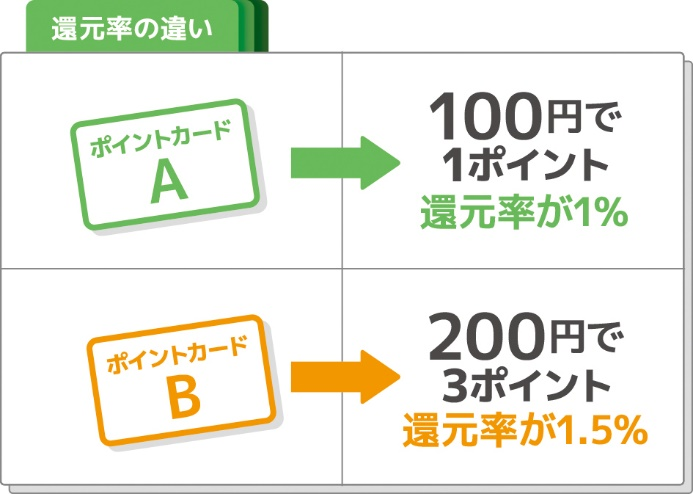 還元率の違い
ポイントカード
A
100円で
1ポイント
還元率が1%
ポイントカード
B
200円で
3ポイント
還元率が1.5%